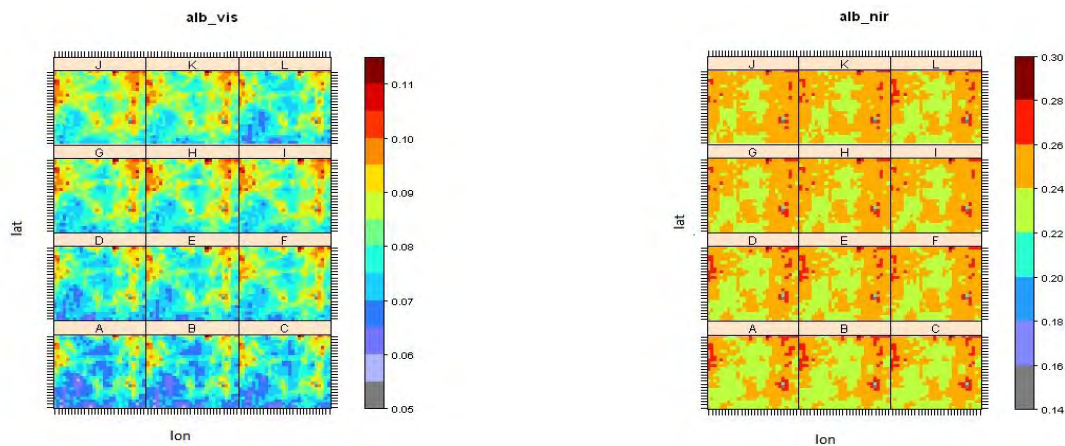 alb_vis
J K L
G H I
D E F
A B C
lat
lon
0.11
0.10
0.09
0.08
0.07
0.06
0.05
alb_nir
J K L
G H I
D E F
A B C
lat
lon
0.30
0.28
0.26
0.24
0.22
0.20
0.18
0.16
0.14